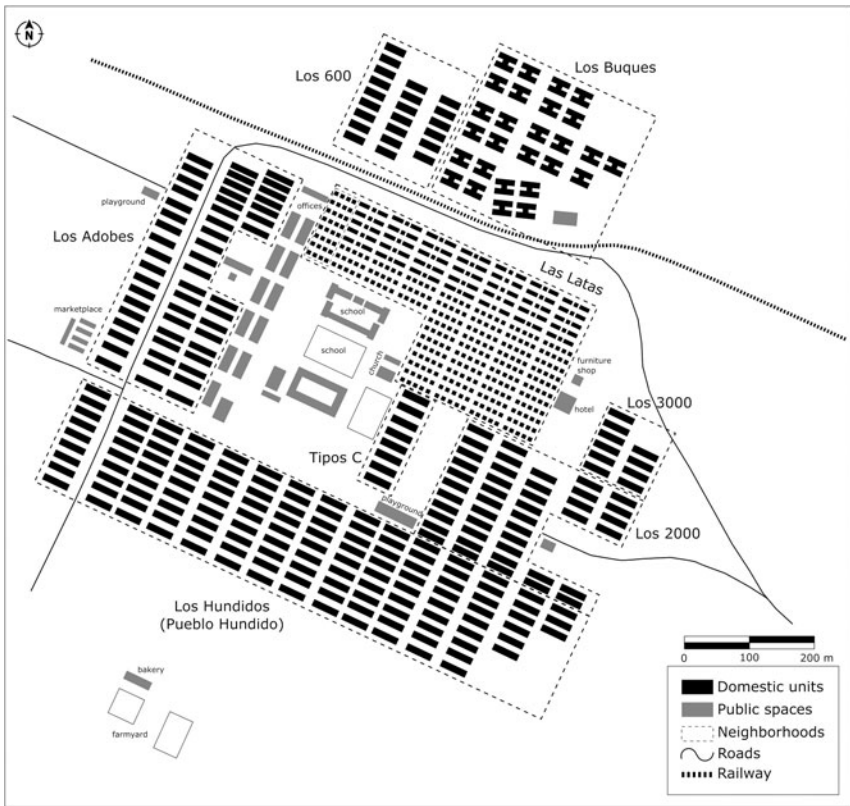 N
Los 600
Los Buques
playground
offices
Los Adobes
Las Latas
marketplace
school
school
church
furniture
shop
hotel
Los 3000
Tipos C
playground
Los 2000
Los Hundidos
(Pueblo Hundido)
bakery
farmyard
0 100 200 m
Domestic units
Public spaces
Neighborhoods
Roads
Railway